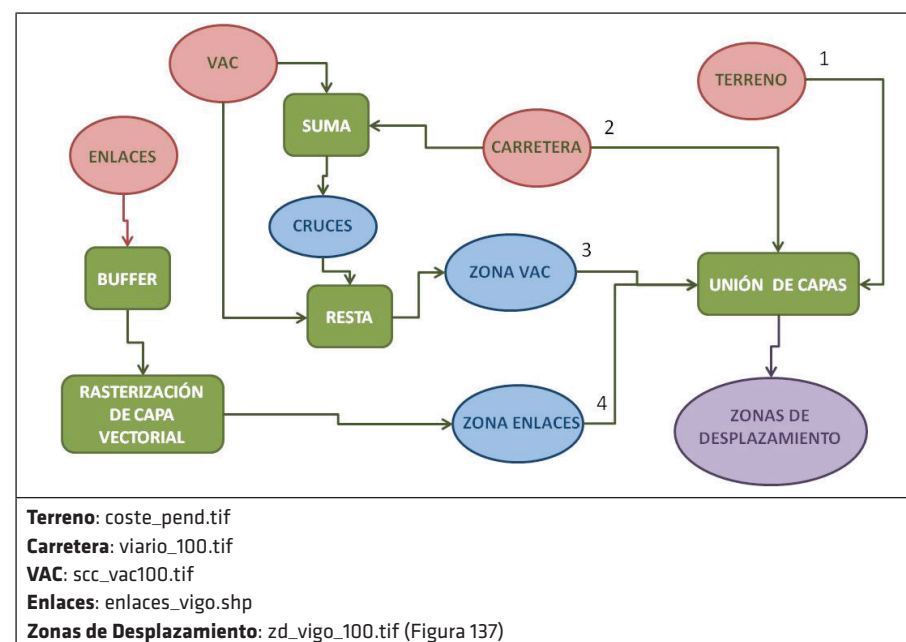 VAC
1
TERRENO
SUMA
2
CARRETERA
ENLACES
CRUCES
3
ZONA VAC
BUFFER
UNIÓN DE CAPAS
RESTA
RASTERIZACIÓN
DE CAPA
VECTORIAL
4
ZONA ENLACES
ZONAS DE
DESPLAZAMIENTO
Terreno: coste_pend.tif
Carretera: viario_100.tif
VAC: scc_vac100.tif
Enlaces: enlaces_vigo.shp
Zonas de Desplazamiento: zd_vigo_100.tif (Figura 137)